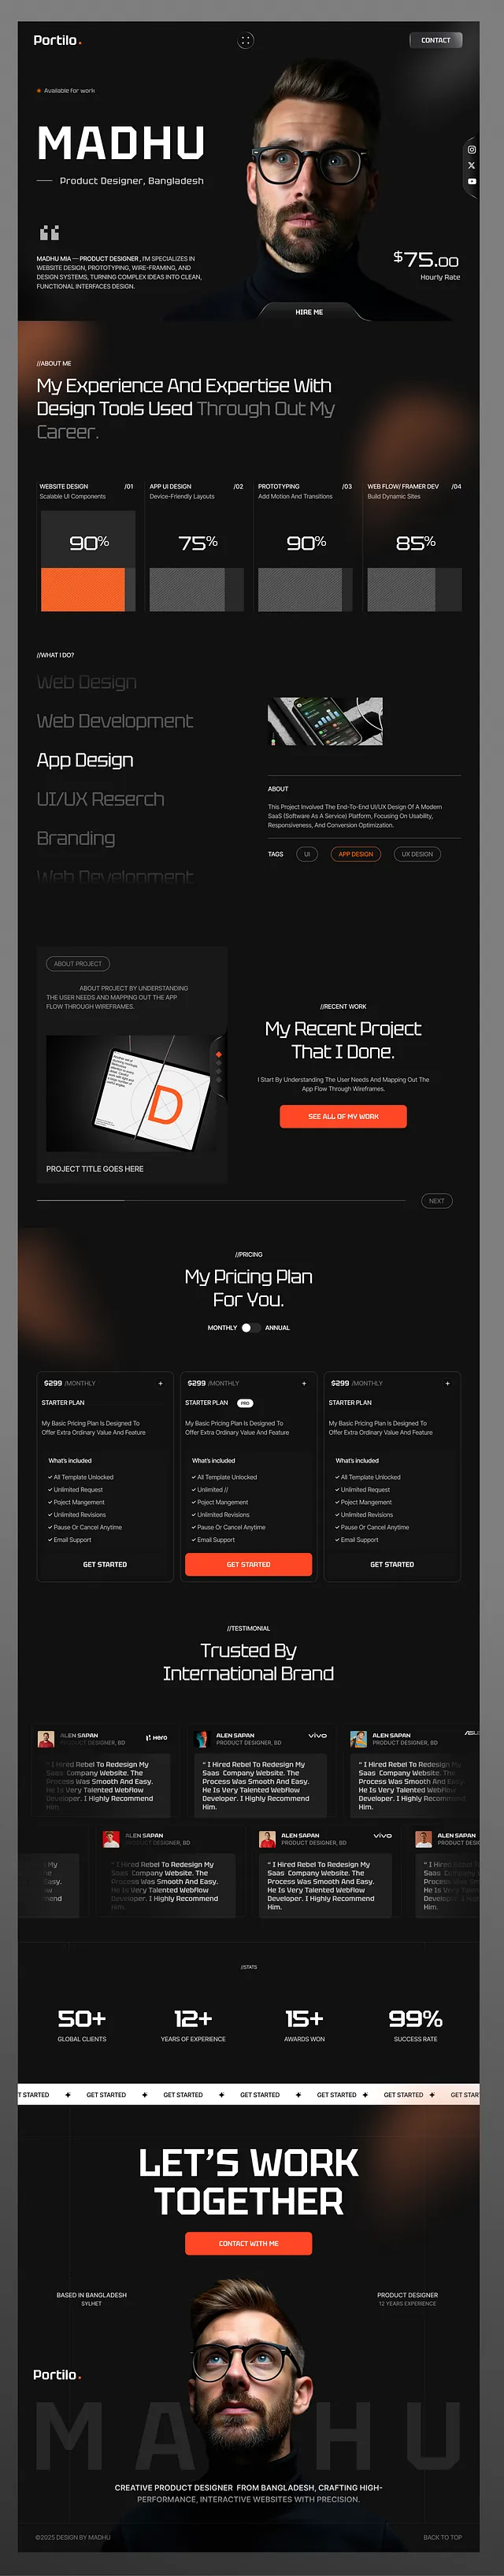 Portilo.
CONTACT
Available for work
MADHU
Product Designer, Bangladesh
MADHU MIA — PRODUCT DESIGNER , I'M SPECIALIZES IN
WEBSITE DESIGN, PROTOTYPING, WIRE-FRAMING, AND
DESIGN SYSTEMS, TURNING COMPLEX IDEAS INTO CLEAN,
FUNCTIONAL INTERFACES DESIGN.
$75.00
Hourly Rate
HIRE ME
//ABOUT ME
My Experience And Expertise With
Design Tools Used Through Out My
Career.
WEBSITE DESIGN /01
Scalable UI Components
90%
APP UI DESIGN /02
Device-Friendly Layouts
75%
PROTOTYPING /03
Add Motion And Transitions
90%
WEB FLOW/ FRAMER DEV /04
Build Dynamic Sites
85%
//WHAT I DO?
Web Design
Web Development
App Design
UI/UX Reserch
Branding
Web Development
ABOUT
This Project Involved The End-To-End UI/UX Design Of A Modern
SaaS (Software As A Service) Platform, Focusing On Usability,
Responsiveness, And Conversion Optimization.
TAGS UI APP DESIGN UX DESIGN
ABOUT PROJECT
ABOUT PROJECT BY UNDERSTANDING
THE USER NEEDS AND MAPPING OUT THE APP
FLOW THROUGH WIREFRAMES.
D
PROJECT TITLE GOES HERE
//RECENT WORK
My Recent Project
That I Done.
I Start By Understanding The User Needs And Mapping Out The
App Flow Through Wireframes.
SEE ALL OF MY WORK
NEXT
//PRICING
My Pricing Plan
For You.
MONTHLY ANNUAL
$299 /MONTHLY +
STARTER PLAN
My Basic Pricing Plan Is Designed To
Offer Extra Ordinary Value And Feature
What's included
All Template Unlocked
Unlimited Request
Poject Mangement
Unlimited Revisions
Pause Or Cancel Anytime
Email Support
GET STARTED
$299 /MONTHLY +
STARTER PLAN PRO
My Basic Pricing Plan Is Designed To
Offer Extra Ordinary Value And Feature
What's included
All Template Unlocked
Unlimited //
Poject Mangement
Unlimited Revisions
Pause Or Cancel Anytime
Email Support
GET STARTED
$299 /MONTHLY +
STARTER PLAN
My Basic Pricing Plan Is Designed To
Offer Extra Ordinary Value And Feature
What's included
All Template Unlocked
Unlimited Request
Poject Mangement
Unlimited Revisions
Pause Or Cancel Anytime
Email Support
GET STARTED
//TESTIMONIAL
Trusted By
International Brand
ALEN SAPAN
PRODUCT DESIGNER, BD
Hero
" I Hired Rebel To Redesign My
Saas Company Website. The
Process Was Smooth And Easy.
He Is Very Talented Webflow
Developer. I Highly Recommend
Him.
ALEN SAPAN
PRODUCT DESIGNER, BD
vivo
" I Hired Rebel To Redesign My
Saas Company Website. The
Process Was Smooth And Easy.
He Is Very Talented Webflow
Developer. I Highly Recommend
Him.
ALEN SAPAN
PRODUCT DESIGNER, BD
" I Hired Rebel To Redesign My
Saas Company Website. The
Process Was Smooth And Easy.
He Is Very Talented Webflow
Developer. I Highly Recommend
Him.
ALEN SAPAN
PRODUCT DESIGNER, BD
" I Hired Rebel To Redesign My
Saas Company Website. The
Process Was Smooth And Easy.
He Is Very Talented Webflow
Developer. I Highly Recommend
Him.
ALEN SAPAN
PRODUCT DESIGNER, BD
vivo
" I Hired Rebel To Redesign My
Saas Company Website. The
Process Was Smooth And Easy.
He Is Very Talented Webflow
Developer. I Highly Recommend
Him.
ALEN SAPAN
//STATS
50+
GLOBAL CLIENTS
12+
YEARS OF EXPERIENCE
15+
AWARDS WON
99%
SUCCESS RATE
T STARTED GET STARTED GET STARTED GET STARTED GET STARTED GET STARTED GET STAR
LET'S WORK
TOGETHER
CONTACT WITH ME
BASED IN BANGLADESH
SYLHET
PRODUCT DESIGNER
12 YEARS EXPERIENCE
Portilo.
MADHU
CREATIVE PRODUCT DESIGNER FROM BANGLADESH, CRAFTING HIGH-
PERFORMANCE, INTERACTIVE WEBSITES WITH PRECISION.
©2025 DESIGN BY MADHU
BACK TO TOP